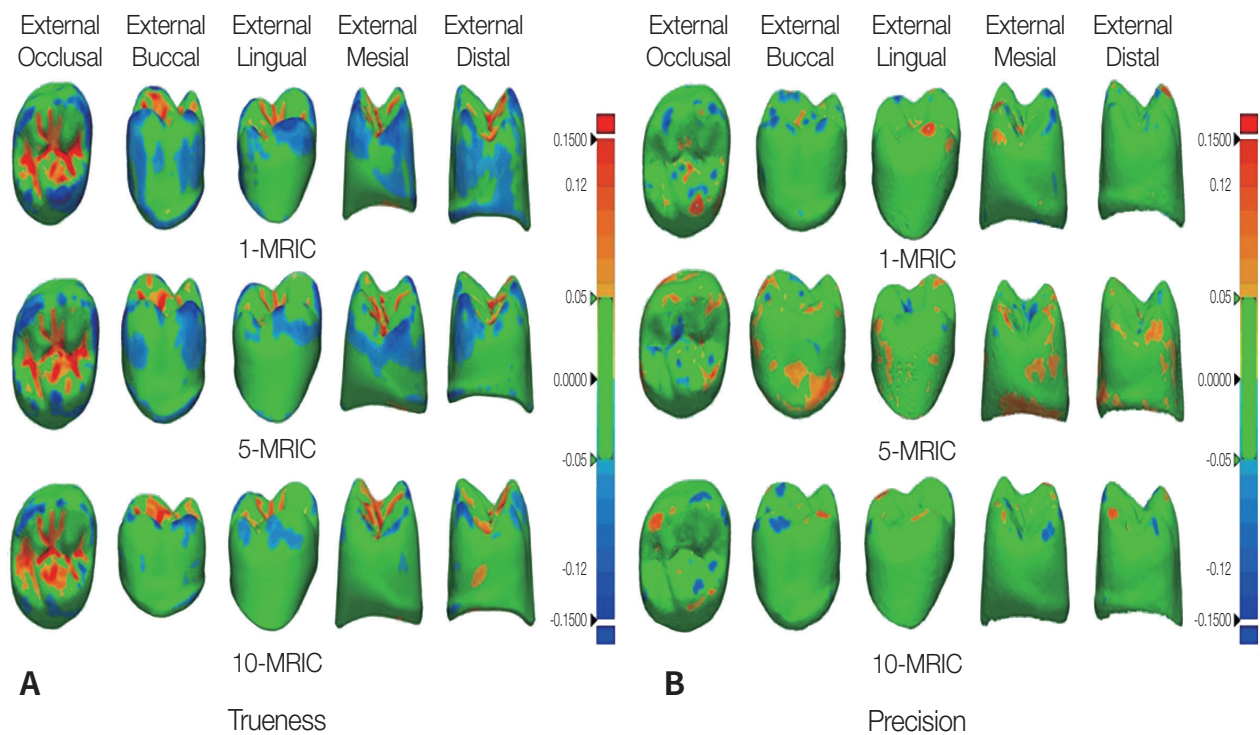 External External External External External
Occlusal Buccal Lingual Mesial Distal
0.1500
0.12
1-MRIC
0.05
0.0000
5-MRIC
-0.05
-0.12
-0.1500
10-MRIC
A
Trueness
External External External External External
Occlusal Buccal Lingual Mesial Distal
0.1500
0.12
1-MRIC
0.05
0.0000
5-MRIC
-0.05
-0.12
-0.1500
10-MRIC
B
Precision